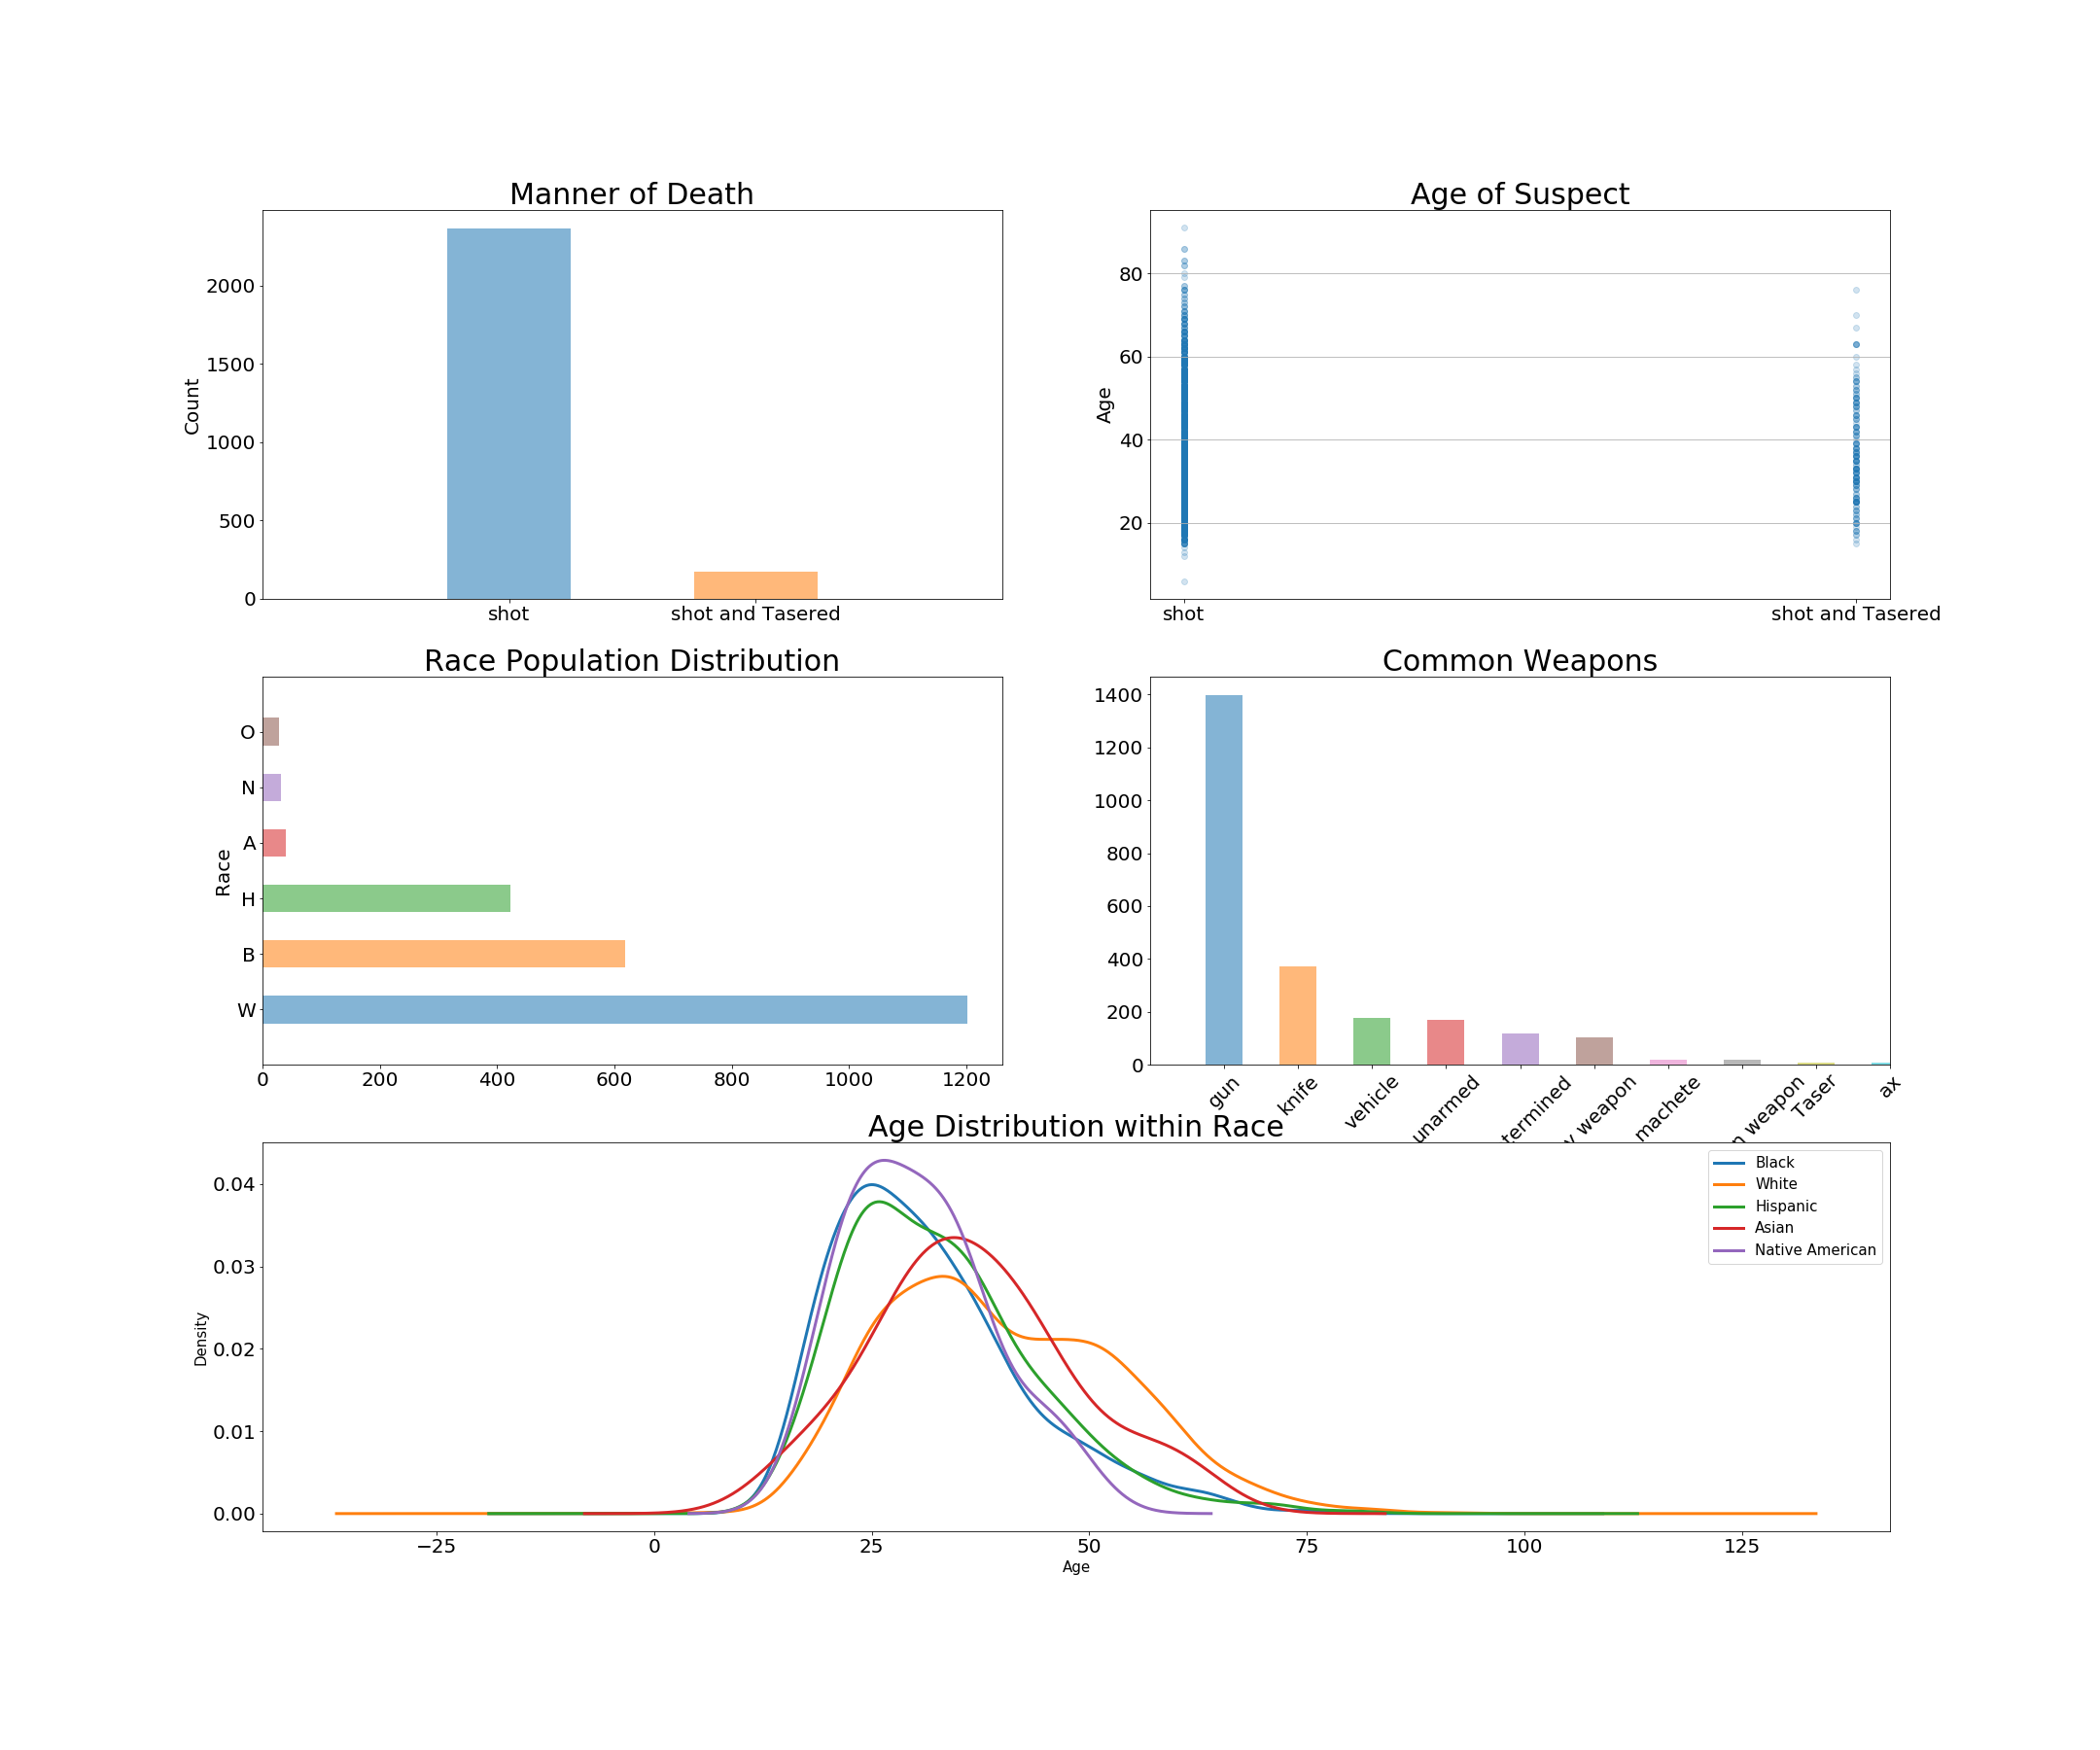 Manner of Death
Count
2000
1500
1000
500
0
shot
shot and Tasered
Age of Suspect
Age
80
60
40
20
shot
shot and Tasered
Race Population Distribution
Race
O
N
A
H
B
W
0 200 400 600 800 1000 1200
Common Weapons
1400
1200
1000
800
600
400
200
0
gun
knife
vehicle
unarmed
weapon
machete
weapon
Taser
ax
Age Distribution within Race
Density
0.04
0.03
0.02
0.01
0.00
−25 0 25 50 75 100 125
Age
Black
White
Hispanic
Asian
Native American